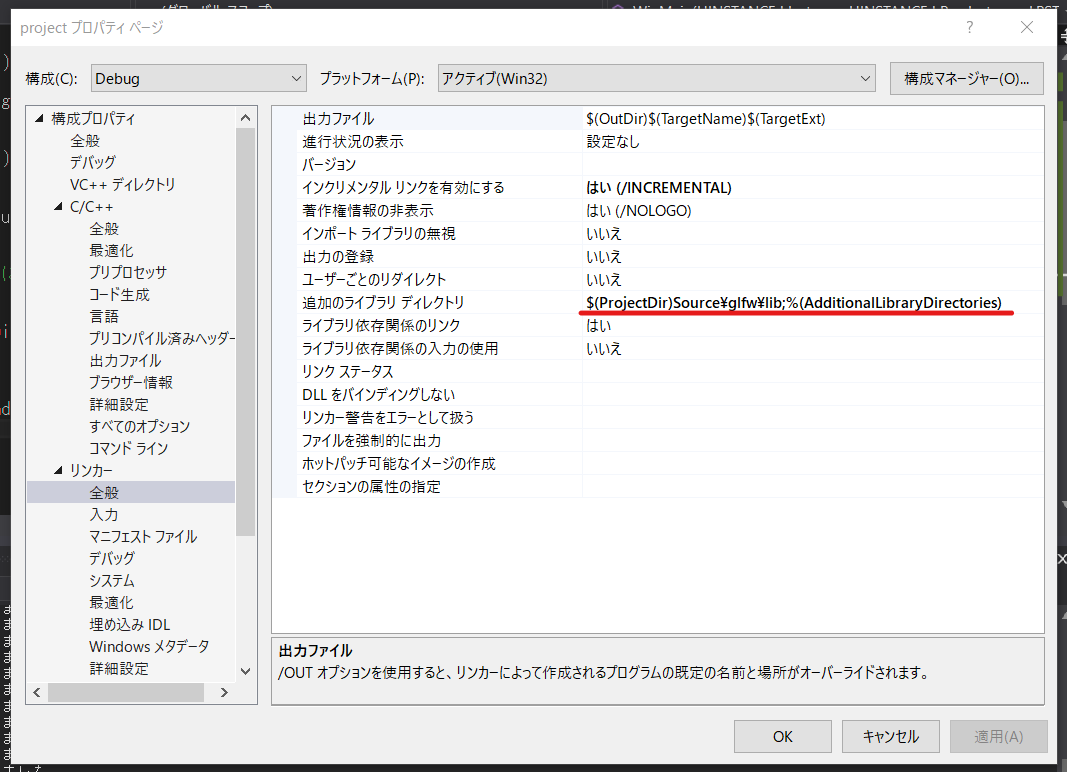 project プロパティ ページ
? 
構成(C): Debug プラットフォーム(P): アクティブ(Win32) 構成マネージャー(O)...
構成プロパティ
全般
デバッグ
VC++ ディレクトリ
C/C++
全般
最適化
プリプロセッサ
コード生成
言語
プリコンパイル済みヘッダー
出力ファイル
ブラウザー情報
詳細設定
すべてのオプション
コマンド ライン
リンカー
全般
入力
マニフェスト ファイル
デバッグ
システム
最適化
埋め込み IDL
Windows メタデータ
詳細設定
出力ファイル $(OutDir)$(TargetName)$(TargetExt)
進行状況の表示 設定なし
バージョン
インクリメンタル リンクを有効にする はい (/INCREMENTAL)
著作権情報の非表示 はい (/NOLOGO)
インポート ライブラリの無視 いいえ
出力の登録 いいえ
ユーザーごとのリダイレクト いいえ
追加のライブラリ ディレクトリ $(ProjectDir)Source¥glfw¥lib;%(AdditionalLibraryDirectories)
ライブラリ依存関係のリンク はい
ライブラリ依存関係の入力の使用 いいえ
リンク ステータス
DLL をバインディングしない
リンカー警告をエラーとして扱う
ファイルを強制的に出力
ホットパッチ可能なイメージの作成
セクションの属性の指定
出力ファイル
/OUT オプションを使用すると、リンカーによって作成されるプログラムの既定の名前と場所がオーバーライドされます。
OK キャンセル 適用(A)